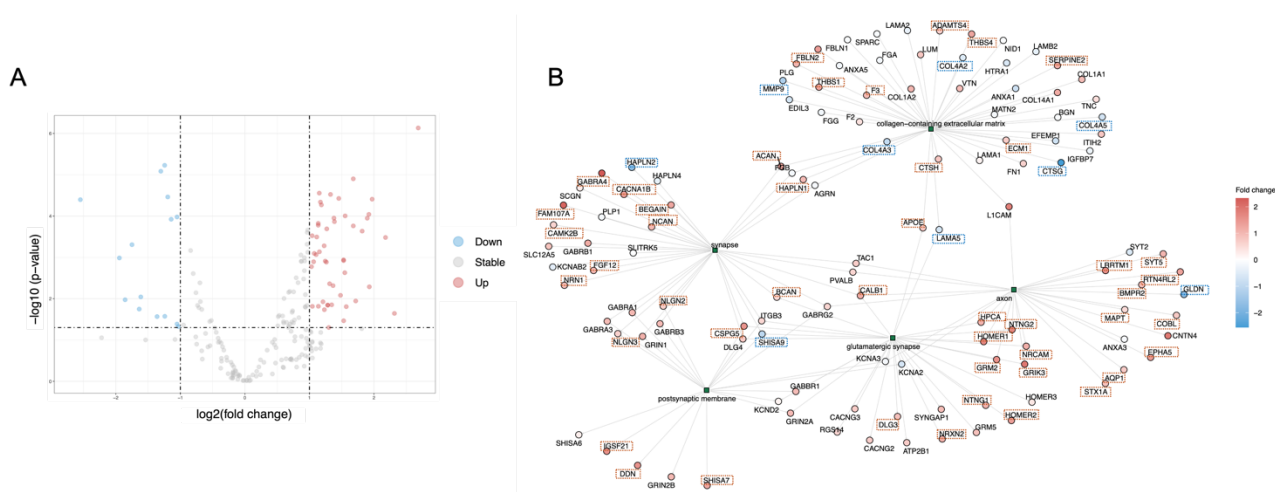 A
B
6
4
2
0
-2
-1
0
1
2
−log10 (p−value)
log2(fold change)
Down
Stable
Up
LAMA2
ADAMTS4
SPARC
THBS4
FBLN1
LUM
NID1
LAMB2
FBLN2
FGA
COL4A2
SERPINE2
PLG
ANXA5
HTRA1
COL1A1
MMP9
THBS1
F3
COL1A2
VTN
ANXA1
COL14A1
EDIL3
MATN2
BGN
TNC
FGG
F2
collagen−containing extracellular matrix
COL4A5
COL4A3
EFEMP1
ITIH2
ECM1
ACAN
LAMA1
IGFBP7
HAPLN2
CTSH
FN1
CTSG
GABRA4
HAPLN4
HAPLN1
AGRN
SCGN
CACNA1B
L1CAM
FAM107A
PLP1
BEGAIN
NCAN
APOE
CAMK2B
LAMA5
SLC12A5
GABRB1
SLITRK5
synapse
SYT2
KCNAB2
FGF12
TAC1
LRRTM1
SYT5
NRN1
PVALB
RTN4RL2
BCAN
CALB1
axon
BMPR2
GLDN
GABRA1
NLGN2
ITGB3
GABRG2
HPCA
MAPT
COBL
GABRA3
GABRB3
CSPG5
NTNG2
SHISA9
glutamatergic synapse
HOMER1
CNTN4
NLGN3
GRIN1
DLG4
KCNA3
NRCAM
ANXA3
EPHA5
KCNA2
GRM2
GRIK3
AQP1
postsynaptic membrane
GABBR1
STX1A
KCND2
NTNG1
HOMER3
GRIN2A
CACNG3
SYNGAP1
HOMER2
SHISA6
RGS14
DLG3
GRM5
IGSF21
CACNG2
ATP2B1
NRXN2
DDN
GRIN2B
SHISA7
Fold change
2
1
0
−1
−2